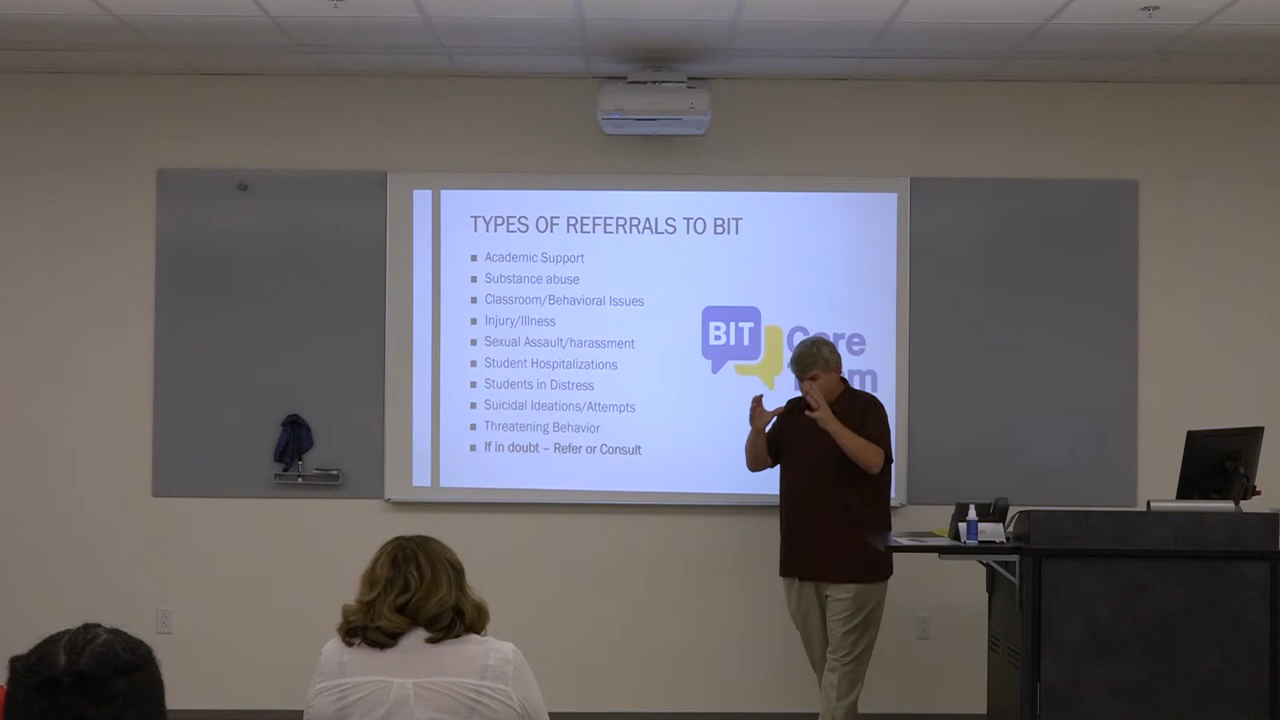 TYPES OF REFERRALS TO BIT
Academic Support
Substance abuse
Classroom/Behavioral Issues
Injury/Illness
Sexual Assault/harassment
Student Hospitalizations
Students in Distress
Suicidal Ideations/Attempts
Threatening Behavior
If in doubt – Refer or Consult
BIT